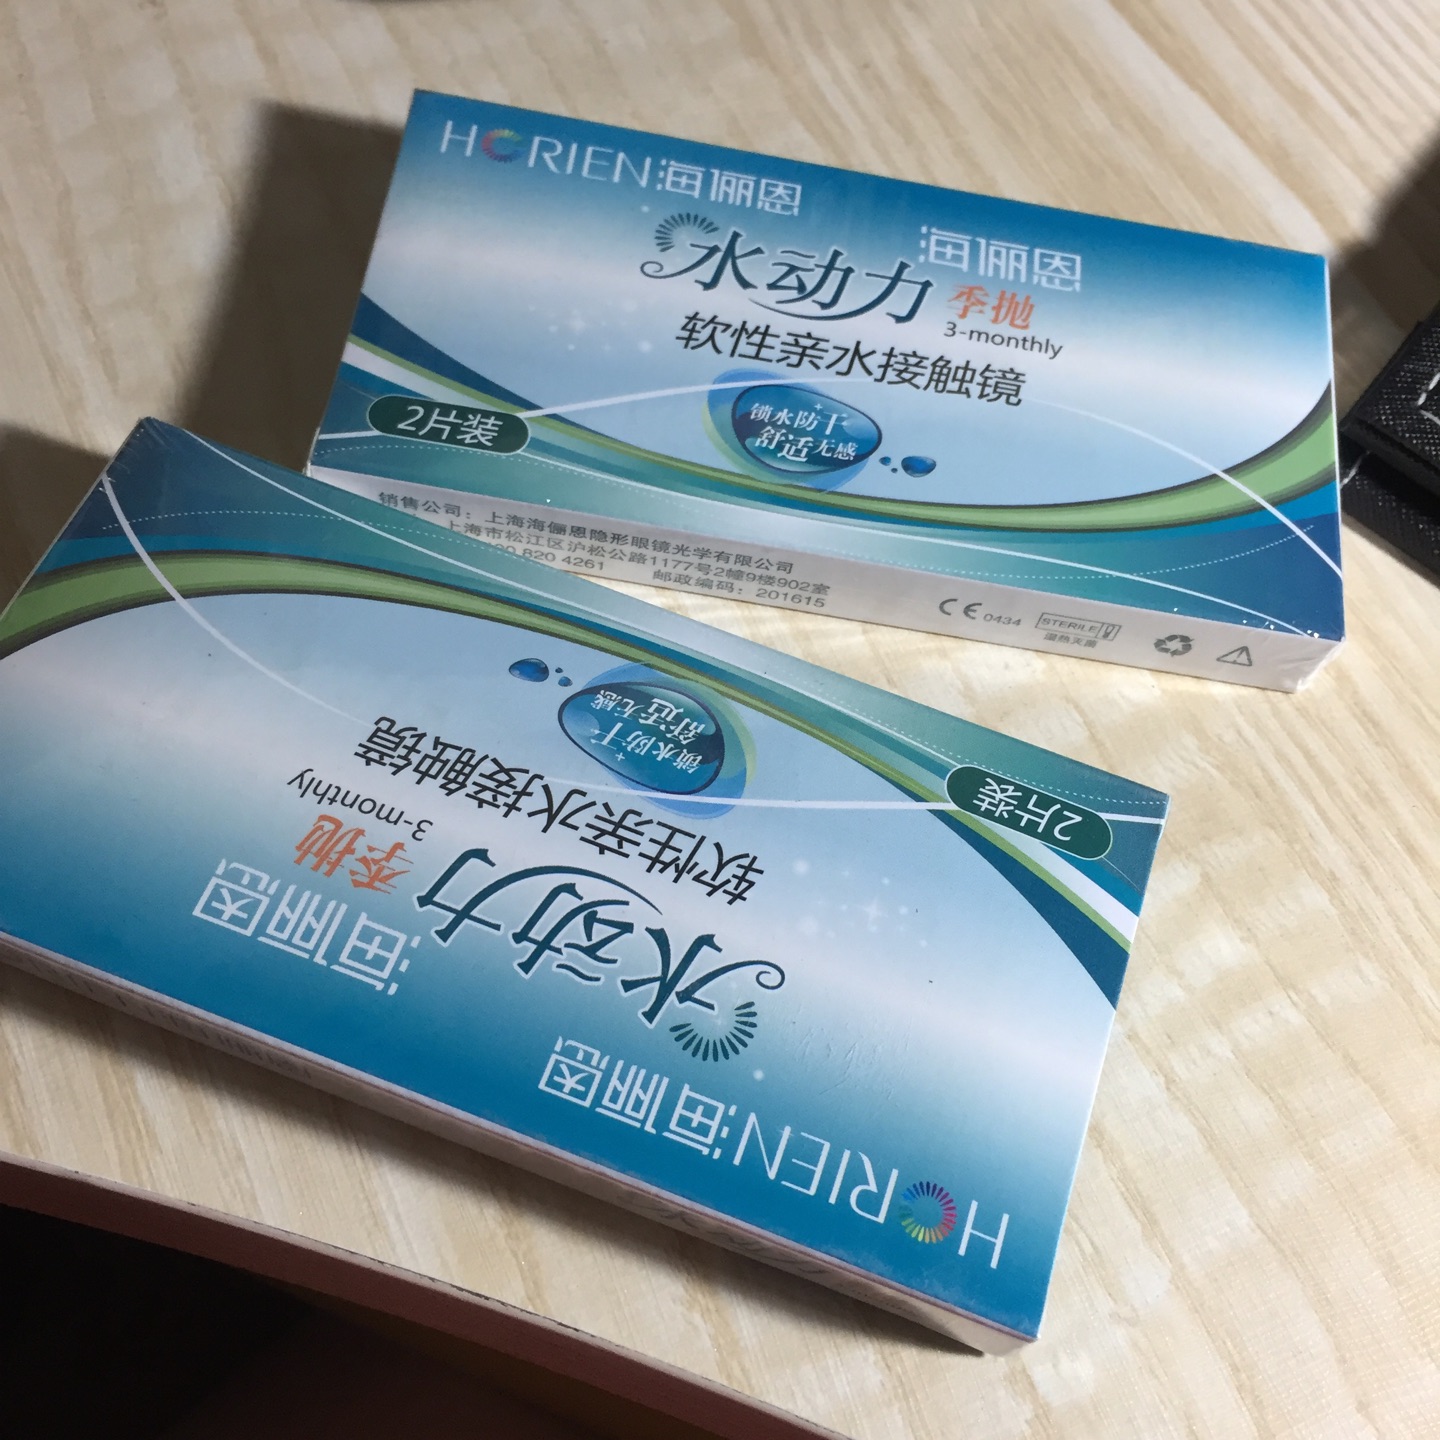 HORIEN海俪恩
海俪恩
水动力 季抛
3-monthly
软性亲水接触镜
锁水防干
舒适无感
2片装
销售公司：上海海俪恩隐形眼镜光学有限公司
上海市松江区沪松公路1177号2幢9楼902室
820 4261 邮政编码：201615
CE 0434
STERILE
湿热灭菌
2片装
锁水防干
舒适无感
软性亲水接触镜
3-monthly
水动力 季抛
海俪恩
HORIEN海俪恩